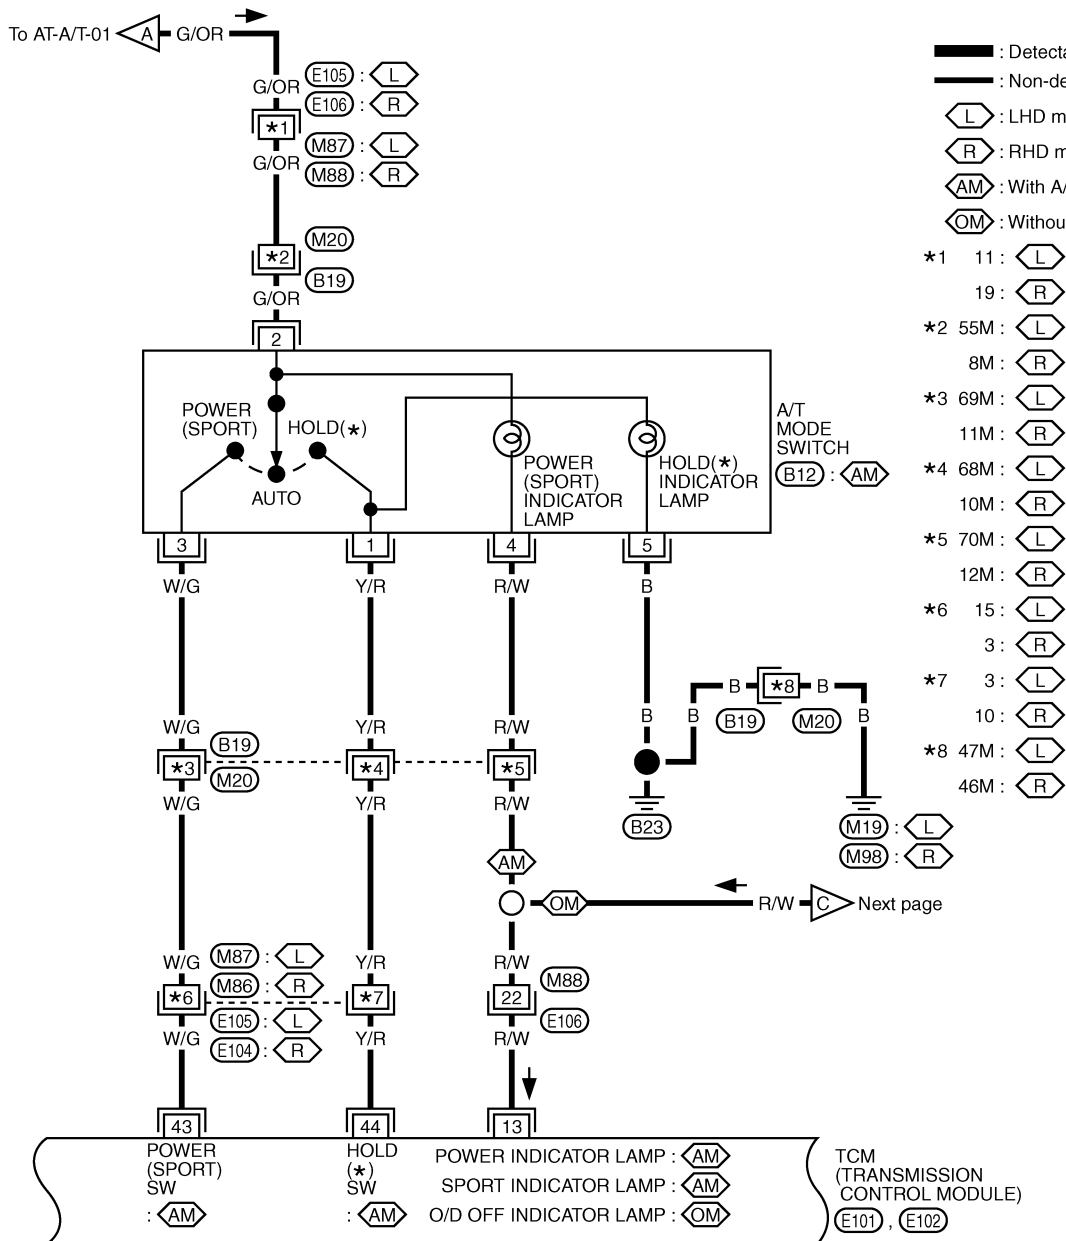 To AT-A/T-01 A G/OR
G/OR
E105 : L
E106 : R
*1
M87 : L
G/OR
M88 : R
M20
*2
B19
G/OR
2
POWER
(SPORT)
HOLD(*)
AUTO
POWER
(SPORT)
INDICATOR
LAMP
HOLD(*)
INDICATOR
LAMP
A/T
MODE
SWITCH
B12 : AM
3 1 4 5
W/G Y/R R/W B
W/G Y/R R/W B B
B *8 B
B19 M20
B
B19
*3 *4 *5
M20
W/G Y/R R/W
B23
M19 : L
M98 : R
AM
OM R/W C Next page
W/G Y/R R/W
M87 : L
M86 : R
*6 *7 22
M88
E105 : L
E106
W/G Y/R R/W
E104 : R
43 44 13
POWER
(SPORT)
SW
: AM
HOLD
(*)
SW
: AM
POWER INDICATOR LAMP : AM
SPORT INDICATOR LAMP : AM
O/D OFF INDICATOR LAMP : OM
TCM
(TRANSMISSION
CONTROL MODULE)
E101 , E102
: Detecta
: Non-de
L : LHD m
R : RHD m
AM : With A/
OM : Withou
*1 11 : L
19 : R
*2 55M : L
8M : R
*3 69M : L
11M : R
*4 68M : L
10M : R
*5 70M : L
12M : R
*6 15 : L
3 : R
*7 3 : L
10 : R
*8 47M : L
46M : R